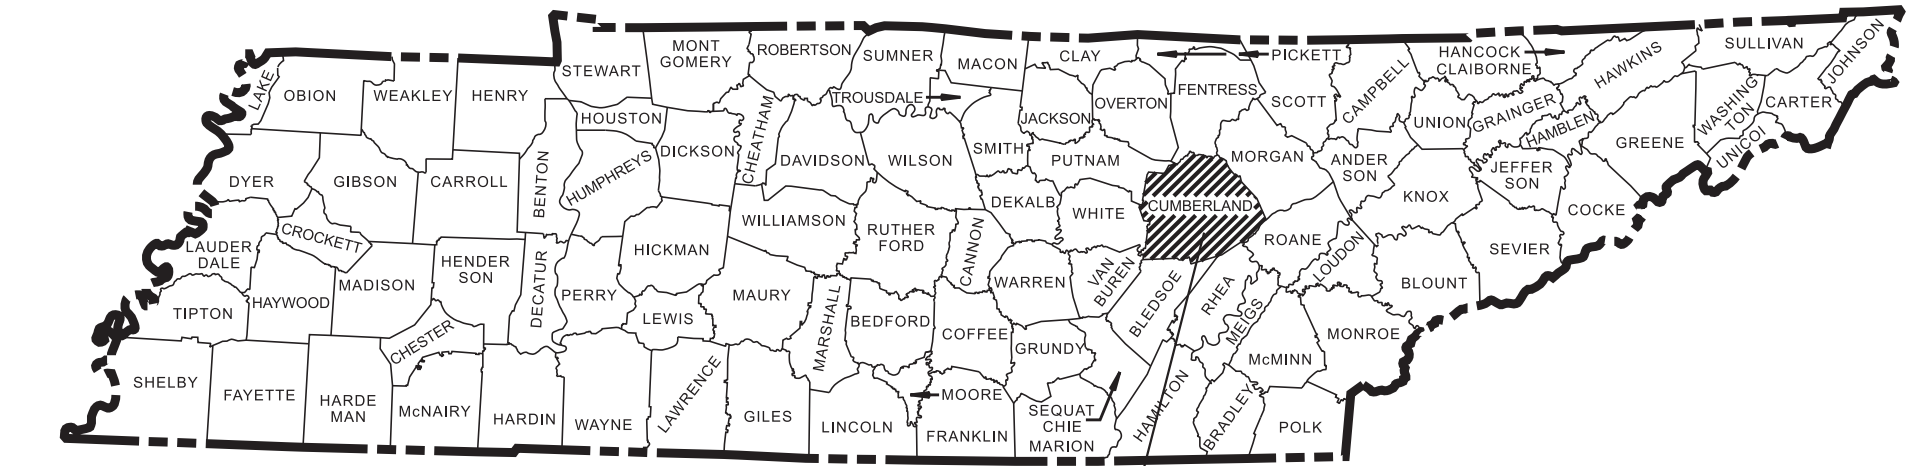 LAKE
OBION
WEAKLEY
HENRY
STEWART
MONT
GOMERY
ROBERTSON
SUMNER
MACON
CLAY
PICKETT
HANCOCK
CLAIBORNE
HAWKINS
SULLIVAN
JOHNSON
TROUSDALE
HOUSTON
CHEATHAM
JACKSON
OVERTON
FENTRESS
SCOTT
CAMPBELL
UNION
GRAINGER
HAMBLEN
WASHING
TON
CARTER
UNICOI
GREENE
DYER
GIBSON
CARROLL
BENTON
HUMPHREYS
DICKSON
DAVIDSON
WILSON
SMITH
PUTNAM
MORGAN
ANDER
SON
KNOX
JEFFER
SON
COCKE
LAUDER
DALE
CROCKETT
WILLIAMSON
RUTHER
FORD
CANNON
DEKALB
WHITE
CUMBERLAND
ROANE
LOUDON
SEVIER
BLOUNT
HAYWOOD
MADISON
HENDER
SON
DECATUR
PERRY
HICKMAN
LEWIS
MAURY
MARSHALL
BEDFORD
COFFEE
WARREN
VAN
BUREN
BLEDSOE
RHEA
MEIGS
McMINN
MONROE
TIPTON
CHESTER
GRUNDY
SHELBY
FAYETTE
HARDE
MAN
McNAIRY
HARDIN
WAYNE
LAWRENCE
GILES
LINCOLN
MOORE
FRANKLIN
SEQUAT
CHIE
MARION
HAMILTON
BRADLEY
POLK